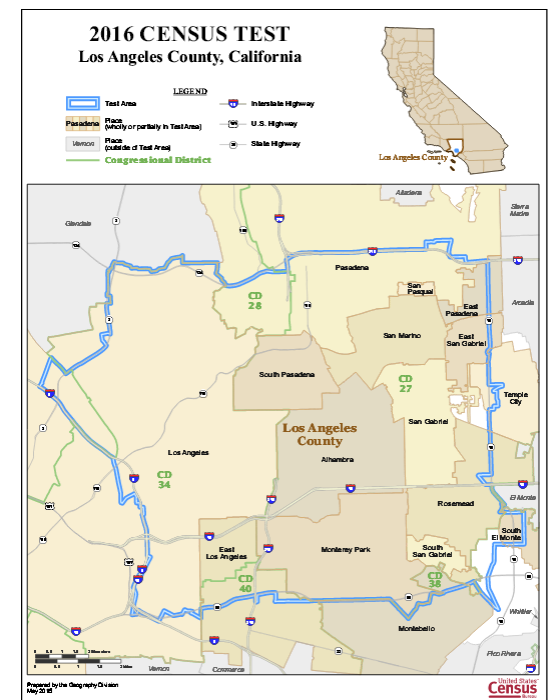 2016 CENSUS TEST
Los Angeles County, California
LEGEND
Test Area
Interstate Highway
Pasadena
Place
(wholly or partially in Test Area)
U.S. Highway
Vernon
Place
(outside of Test Area)
State Highway
Congressional District
Los Angeles County
Altadena
Sierra
Madre
Glendale
Pasadena
San
Pasqual
CD
28
East
Pasadena
Arcadia
San Marino
East
San Gabriel
South Pasadena
CD
27
Temple
City
San Gabriel
Los Angeles
County
Los Angeles
Alhambra
CD
34
El Monte
Rosemead
South
El Monte
East
Los Angeles
Monterey Park
South
San Gabriel
CD
40
CD
38
Whittier
Montebello
Pico Rivera
Vernon
Commerce
Prepared by the Geography Division
May 2015
United States
Census
Bureau